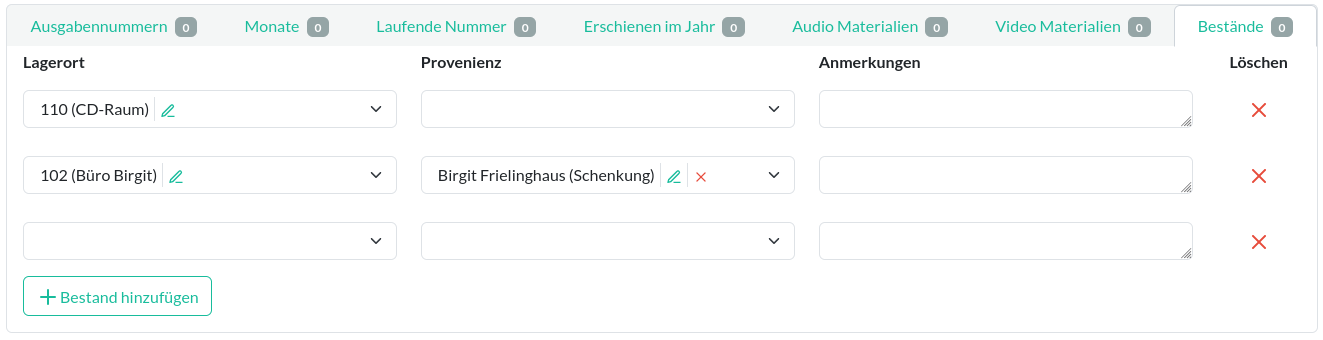 Ausgabennummern 0 Monate 0 Laufende Nummer 0 Erschienen im Jahr 0 Audio Materialien 0 Video Materialien 0 Bestände 0
Lagerort Provenienz Anmerkungen Löschen
110 (CD-Raum)
102 (Büro Birgit) Birgit Frielinghaus (Schenkung)
Bestand hinzufügen